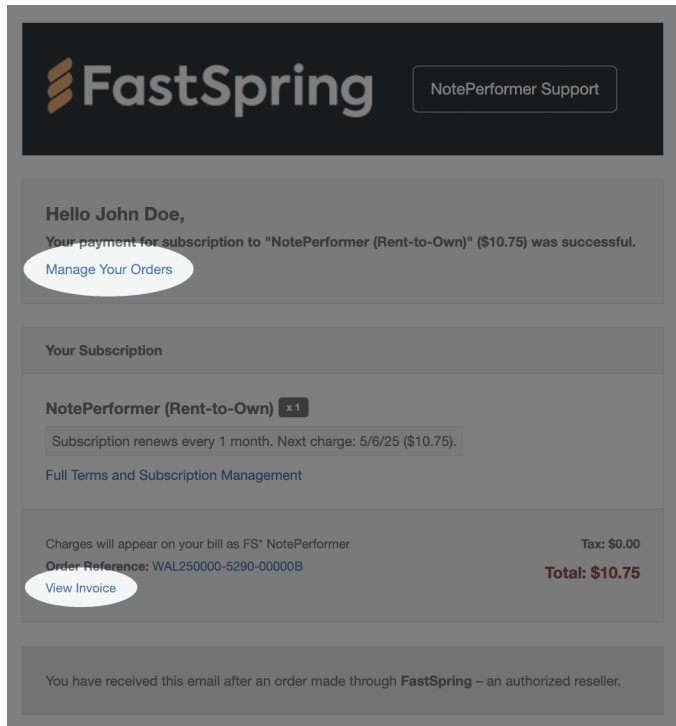 FastSpring
NotePerformer Support
Hello John Doe,
Your payment for subscription to "NotePerformer (Rent-to-Own)" ($10.75) was successful.
Manage Your Orders
Your Subscription
NotePerformer (Rent-to-Own) x 1
Subscription renews every 1 month. Next charge: 5/6/25 ($10.75).
Full Terms and Subscription Management
Charges will appear on your bill as FS* NotePerformer
Tax: $0.00
Order Reference: WAL250000-5290-00000B
Total: $10.75
View Invoice
You have received this email after an order made through FastSpring – an authorized reseller.